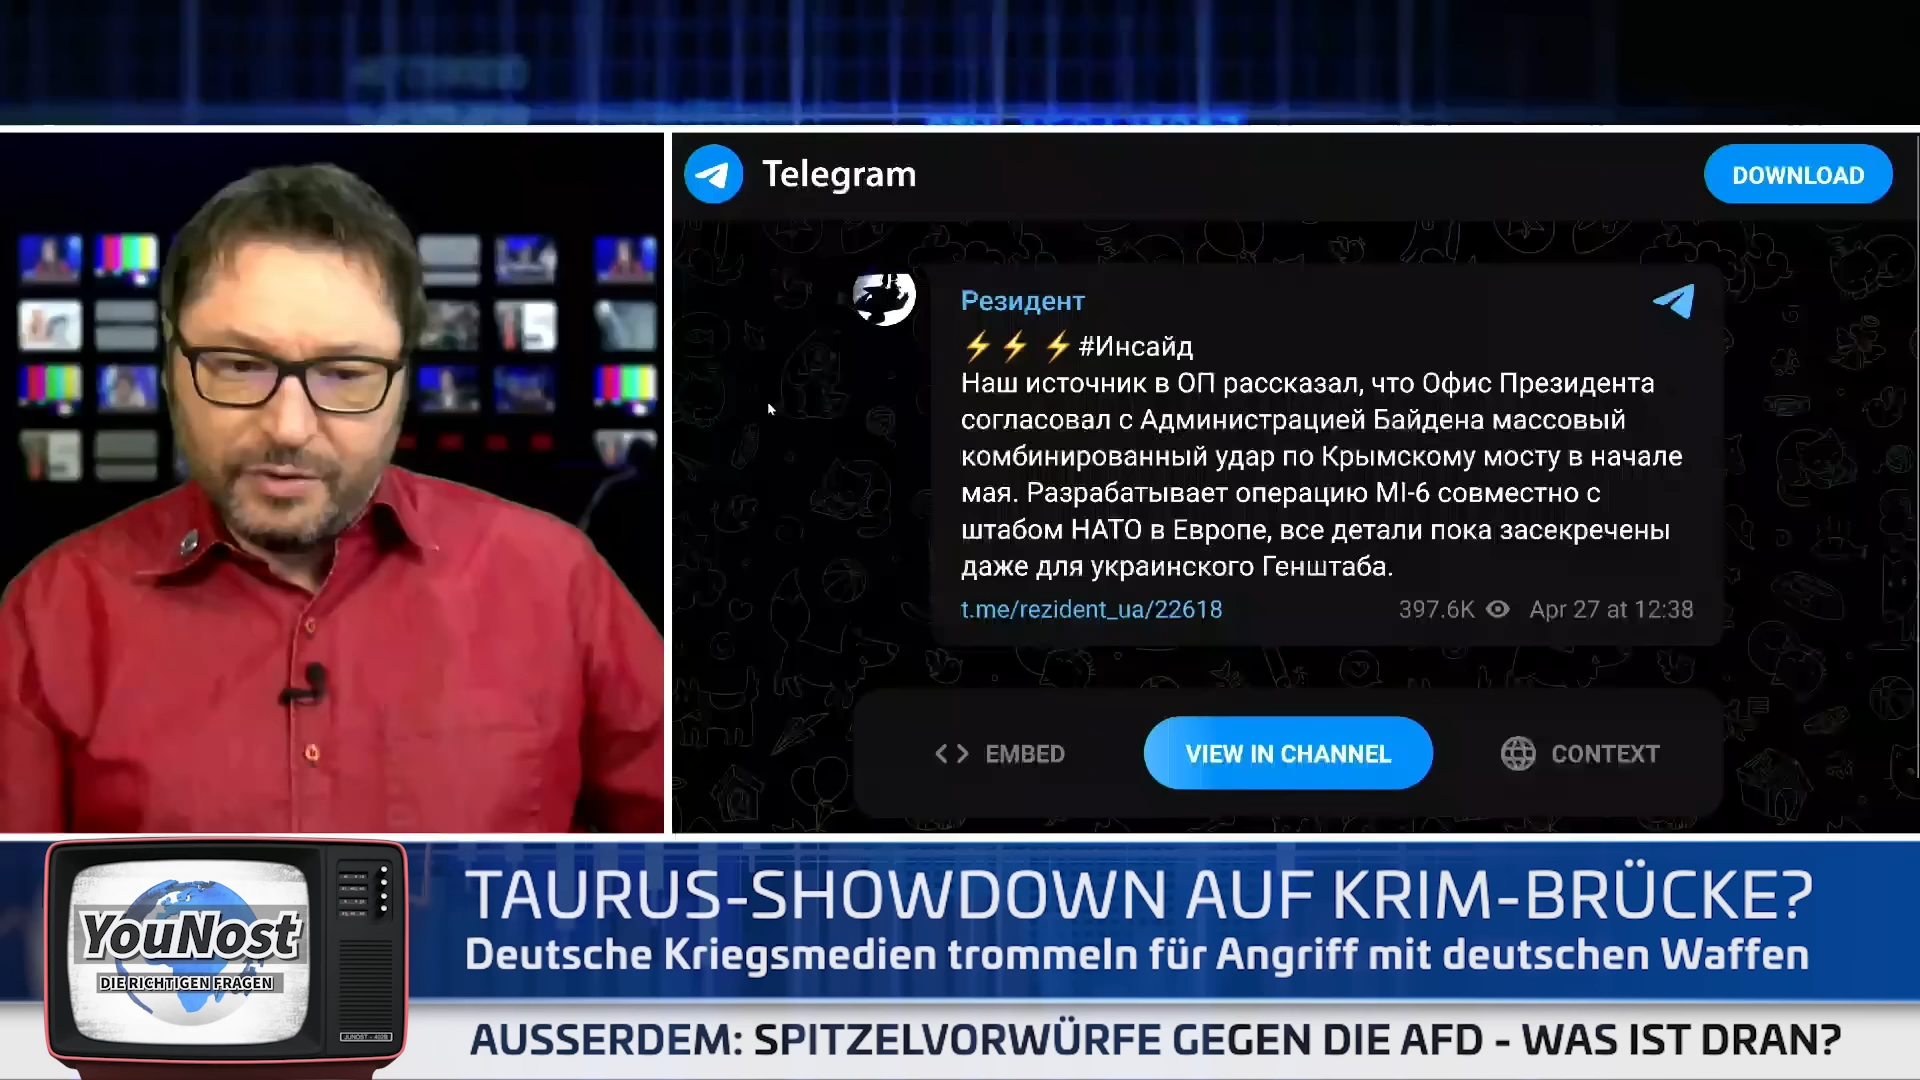 Telegram
DOWNLOAD
Резидент
⚡⚡⚡#Инсайд
Наш источник в ОП рассказал, что Офис Президента
согласовал с Администрацией Байдена массовый
комбинированный удар по Крымскому мосту в начале
мая. Разрабатывает операцию MI-6 совместно с
штабом НАТО в Европе, все детали пока засекречены
даже для украинского Генштаба.
t.me/rezident_ua/22618 397.6K Apr 27 at 12:38
<> EMBED
VIEW IN CHANNEL
CONTEXT
YouNost
DIE RICHTIGEN FRAGEN
TAURUS-SHOWDOWN AUF KRIM-BRÜCKE?
Deutsche Kriegsmedien trommeln für Angriff mit deutschen Waffen
AUSSERDEM: SPITZELVORWÜRFE GEGEN DIE AFD - WAS IST DRAN?